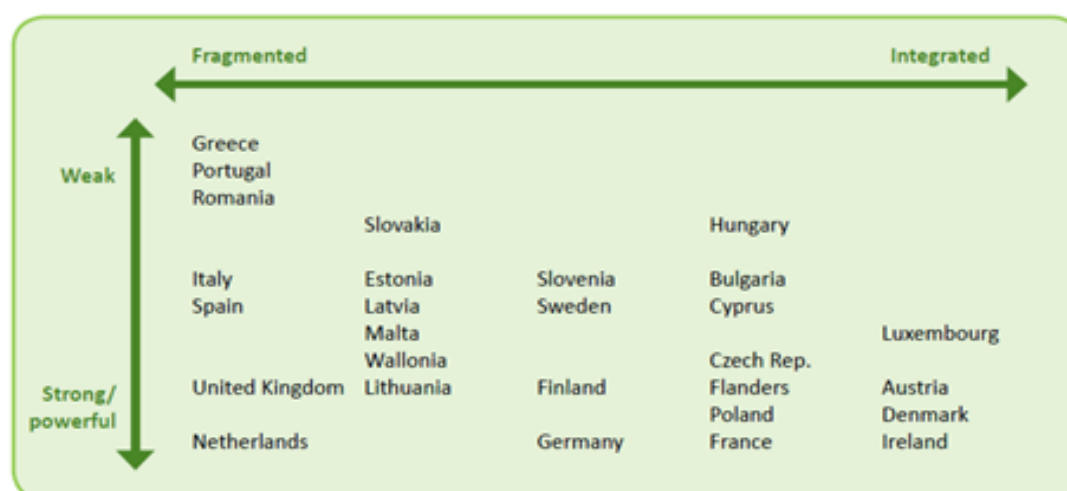 Fragmented Integrated
Weak
Greece
Portugal
Romania
Slovakia Hungary
Italy Estonia Slovenia Bulgaria
Spain Latvia Sweden Cyprus
Malta Luxembourg
Wallonia Czech Rep.
Strong/
powerful
United Kingdom Lithuania Finland Flanders Austria
Poland Denmark
Netherlands Germany France Ireland